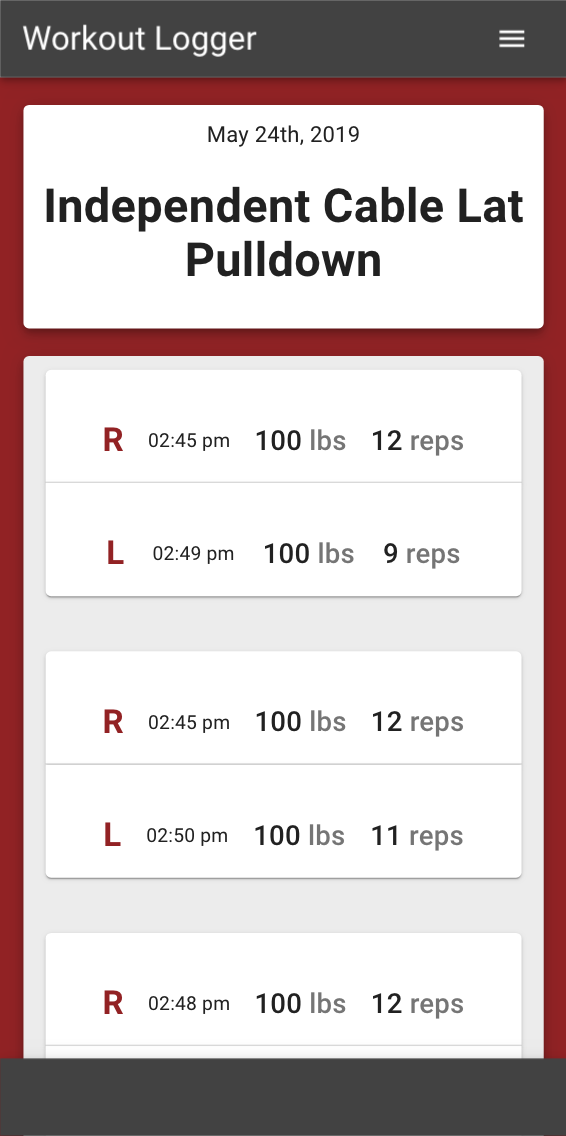 Workout Logger
May 24th, 2019
Independent Cable Lat
Pulldown
R 02:45 pm 100 lbs 12 reps
L 02:49 pm 100 lbs 9 reps
R 02:45 pm 100 lbs 12 reps
L 02:50 pm 100 lbs 11 reps
R 02:48 pm 100 lbs 12 reps